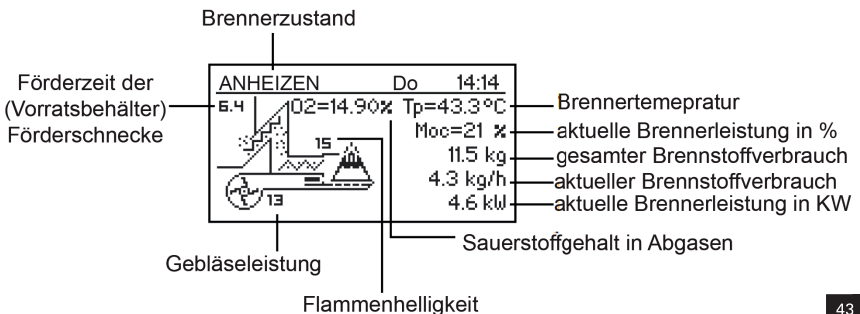 Brennerzustand
Förderzeit der
(Vorratsbehälter)
Förderschnecke
ANHEIZEN Do 14:14
6.4 O2=14.90% Tp=43.3°C
Moc=21 %
15
11.5 kg
4.3 kg/h
13
4.6 kW
Brennertemepratur
aktuelle Brennerleistung in %
gesamter Brennstoffverbrauch
aktueller Brennstoffverbrauch
aktuelle Brennerleistung in KW
Sauerstoffgehalt in Abgasen
Gebläseleistung
Flammenhelligkeit
43